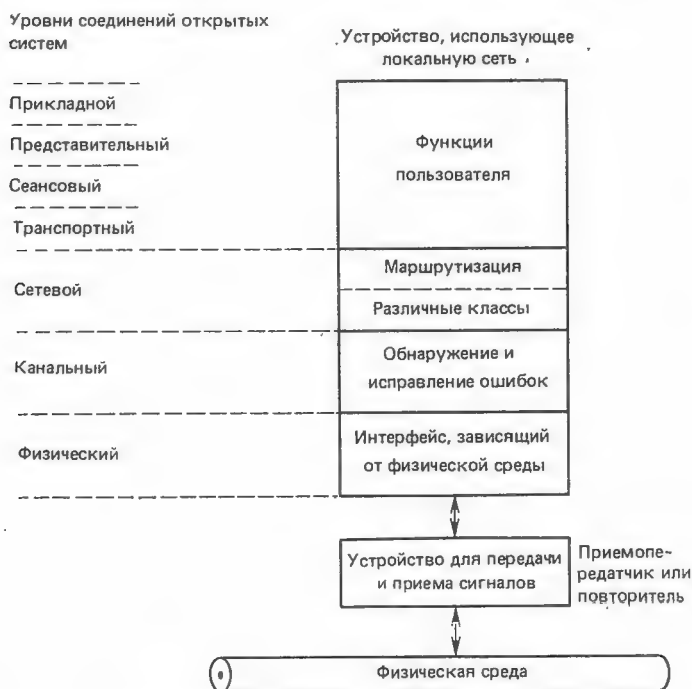 Уровни соединений открытых
систем
Устройство, использующее
локальную сеть
Прикладной
Представительный
Сеансовый
Транспортный
Функции
пользователя
Сетевой
Маршрутизация
Различные классы
Канальный
Обнаружение и
исправление ошибок
Физический
Интерфейс, зависящий
от физической среды
Устройство для передачи
и приема сигналов
Приемопе-
редатчик или
повторитель
Физическая среда